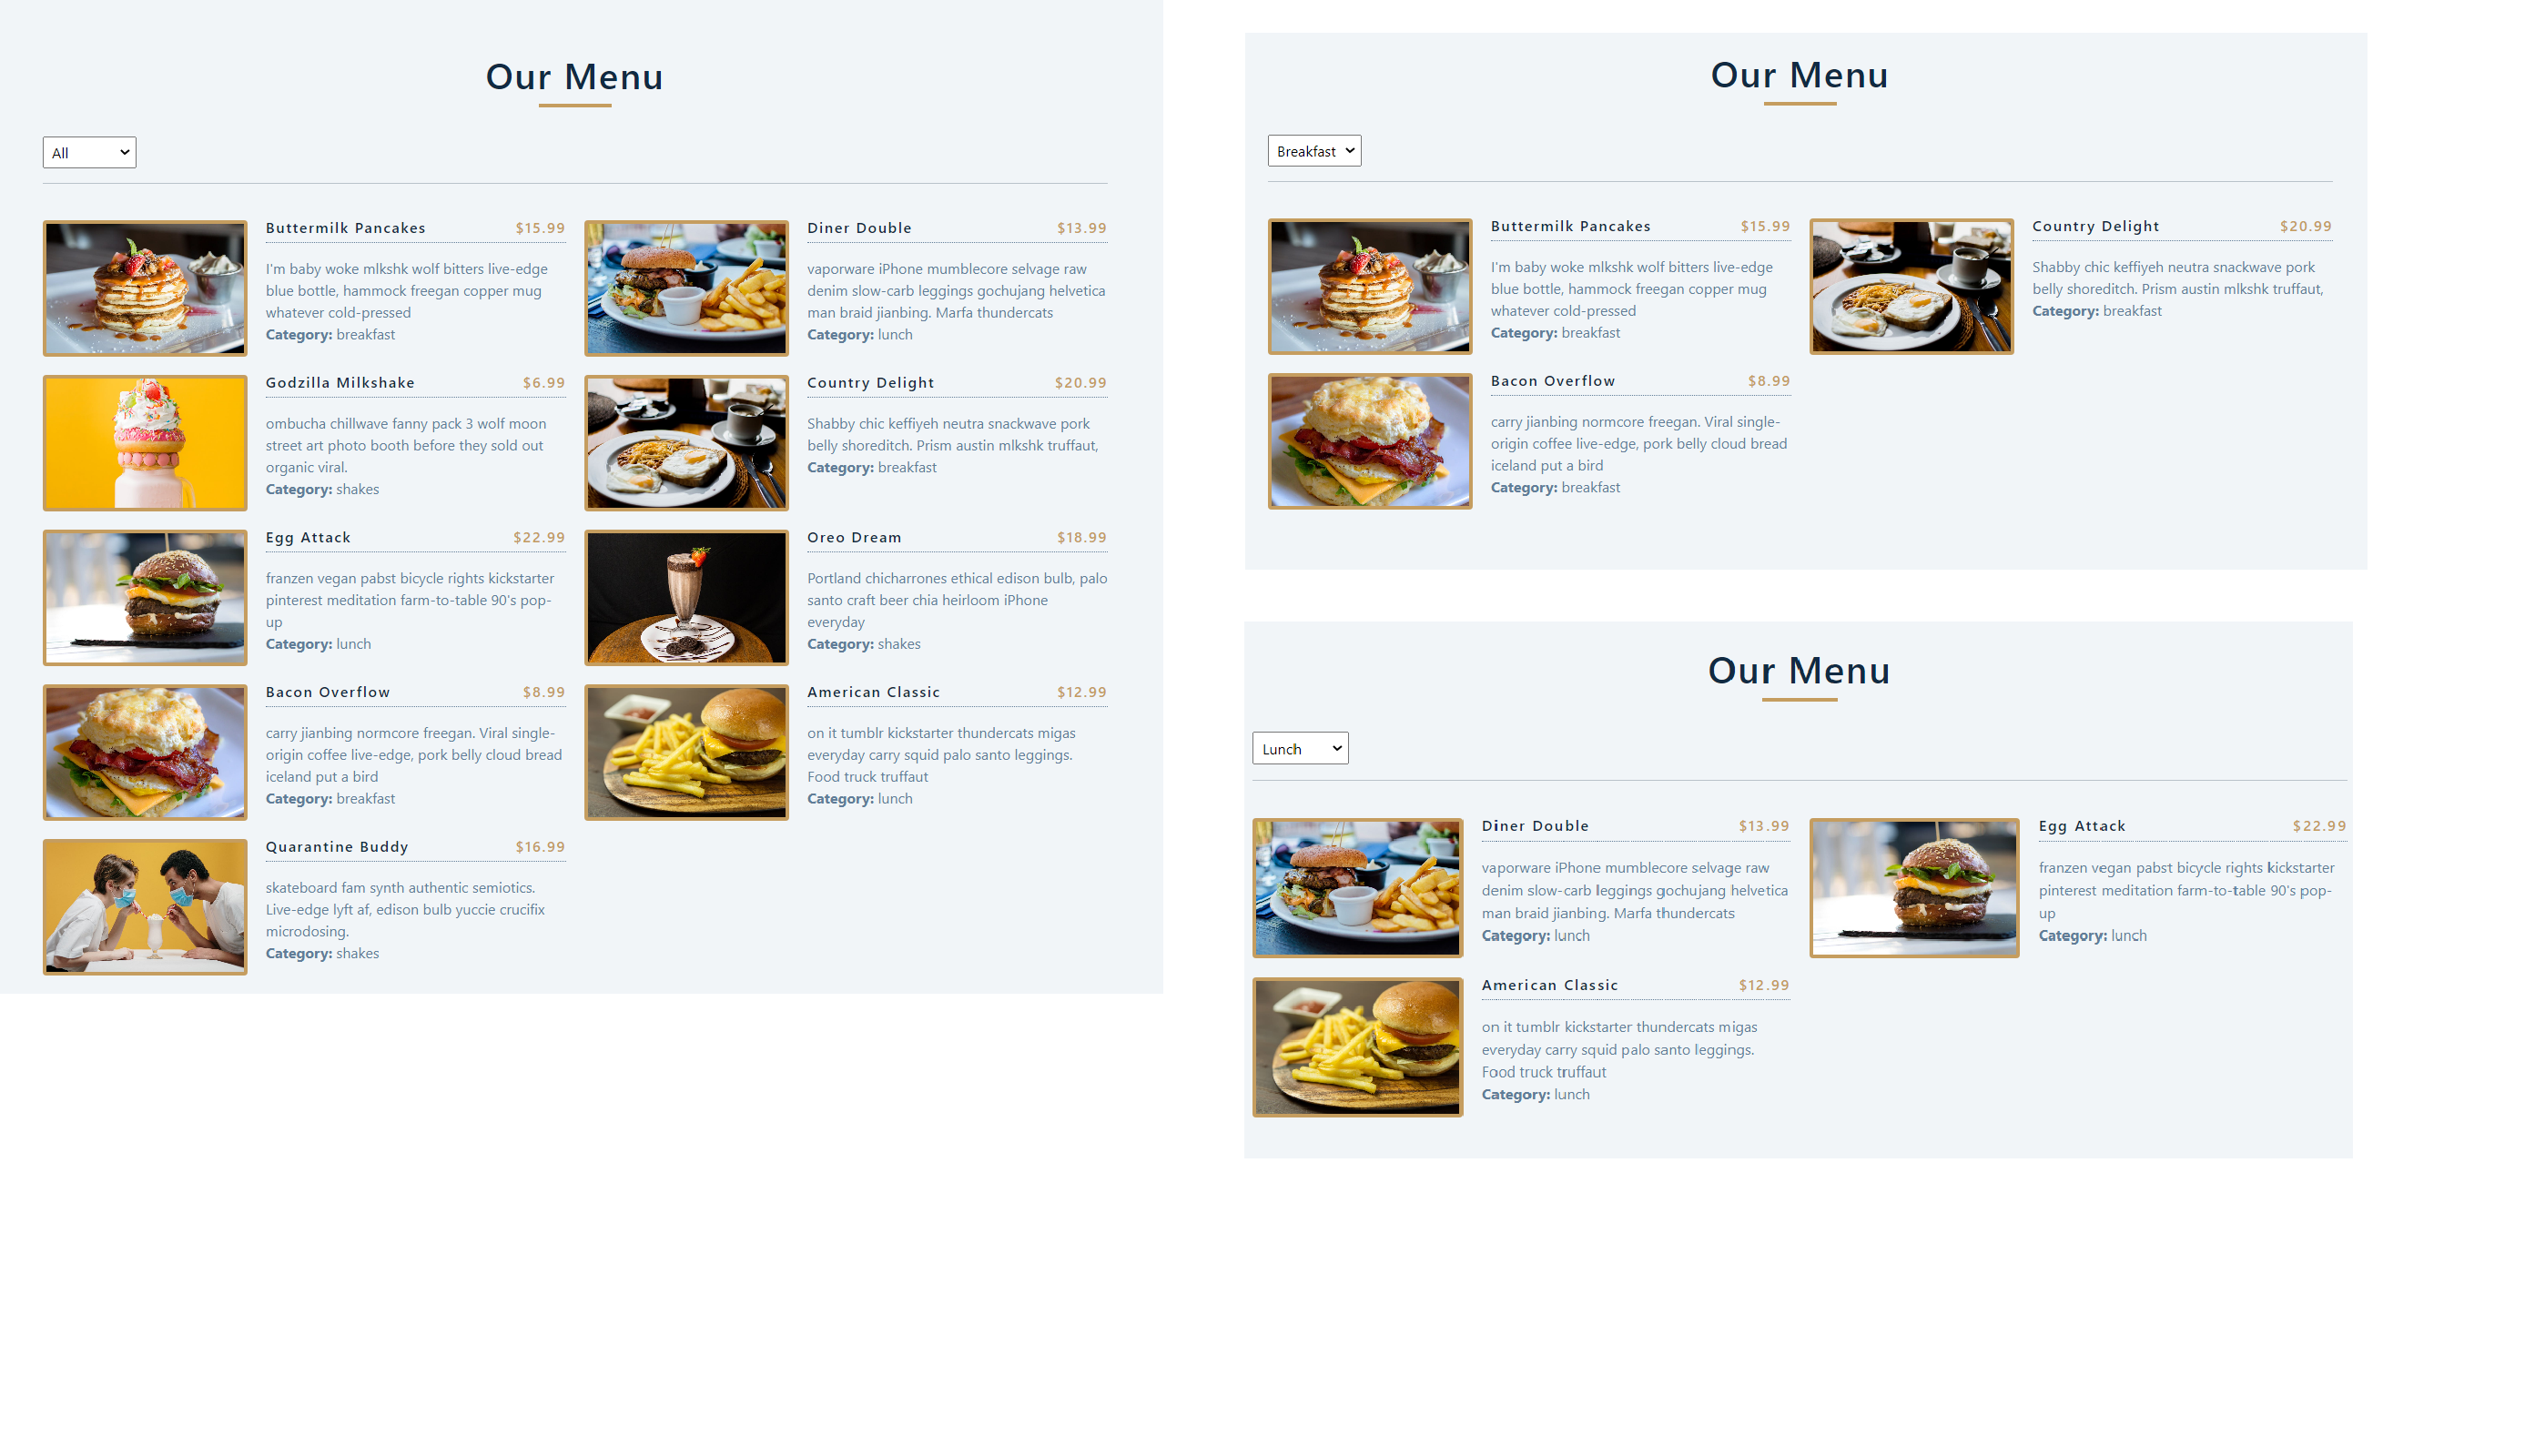 Our Menu
All
Buttermilk Pancakes $15.99
I'm baby woke mlkshk wolf bitters live-edge
blue bottle, hammock freegan copper mug
whatever cold-pressed
Category: breakfast
Diner Double $13.99
vaporware iPhone mumblecore selvage raw
denim slow-carb leggings gochujang helvetica
man braid jianbing. Marfa thundercats
Category: lunch
Godzilla Milkshake $6.99
ombucha chillwave fanny pack 3 wolf moon
street art photo booth before they sold out
organic viral.
Category: shakes
Country Delight $20.99
Shabby chic keffiyeh neutra snackwave pork
belly shoreditch. Prism austin mlkshk truffaut,
Category: breakfast
Egg Attack $22.99
franzen vegan pabst bicycle rights kickstarter
pinterest meditation farm-to-table 90's pop-
up
Category: lunch
Oreo Dream $18.99
Portland chicharrones ethical edison bulb, palo
santo craft beer chia heirloom iPhone
everyday
Category: shakes
Bacon Overflow $8.99
carry jianbing normcore freegan. Viral single-
origin coffee live-edge, pork belly cloud bread
iceland put a bird
Category: breakfast
American Classic $12.99
on it tumblr kickstarter thundercats migas
everyday carry squid palo santo leggings.
Food truck truffaut
Category: lunch
Quarantine Buddy $16.99
skateboard fam synth authentic semiotics.
Live-edge lyft af, edison bulb yuccie crucifix
microdosing.
Category: shakes
Our Menu
Breakfast
Buttermilk Pancakes $15.99
I'm baby woke mlkshk wolf bitters live-edge
blue bottle, hammock freegan copper mug
whatever cold-pressed
Category: breakfast
Country Delight $20.99
Shabby chic keffiyeh neutra snackwave pork
belly shoreditch. Prism austin mlkshk truffaut,
Category: breakfast
Bacon Overflow $8.99
carry jianbing normcore freegan. Viral single-
origin coffee live-edge, pork belly cloud bread
iceland put a bird
Category: breakfast
Our Menu
Lunch
Diner Double $13.99
vaporware iPhone mumblecore selvage raw
denim slow-carb leggings gochujang helvetica
man braid jianbing. Marfa thundercats
Category: lunch
Egg Attack $22.99
franzen vegan pabst bicycle rights kickstarter
pinterest meditation farm-to-table 90's pop-
up
Category: lunch
American Classic $12.99
on it tumblr kickstarter thundercats migas
everyday carry squid palo santo leggings.
Food truck truffaut
Category: lunch